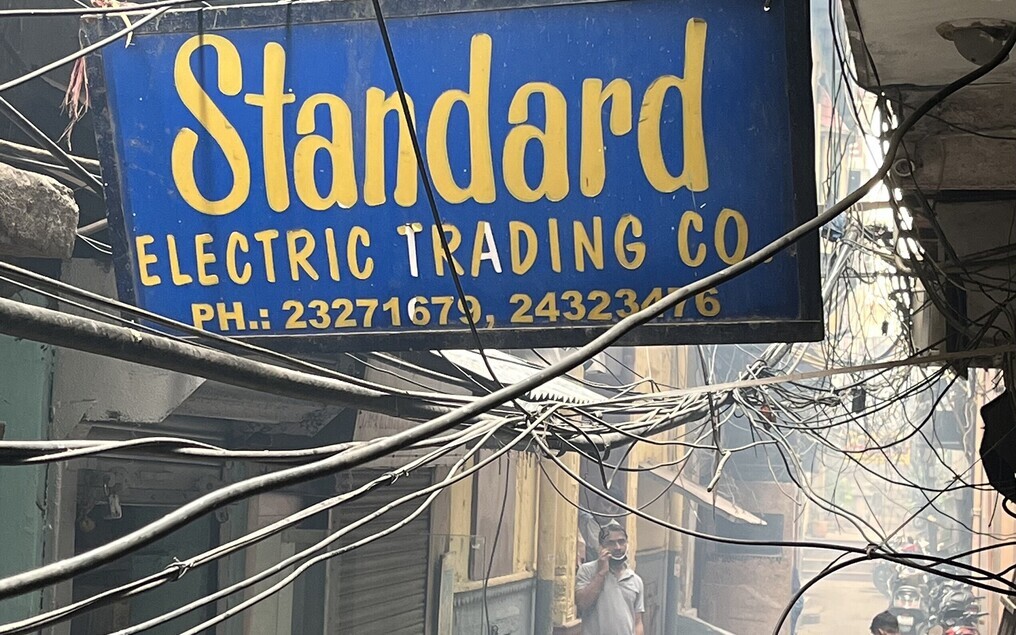 Standard
ELECTRIC TRADING CO
PH.: 23271679, 24323476